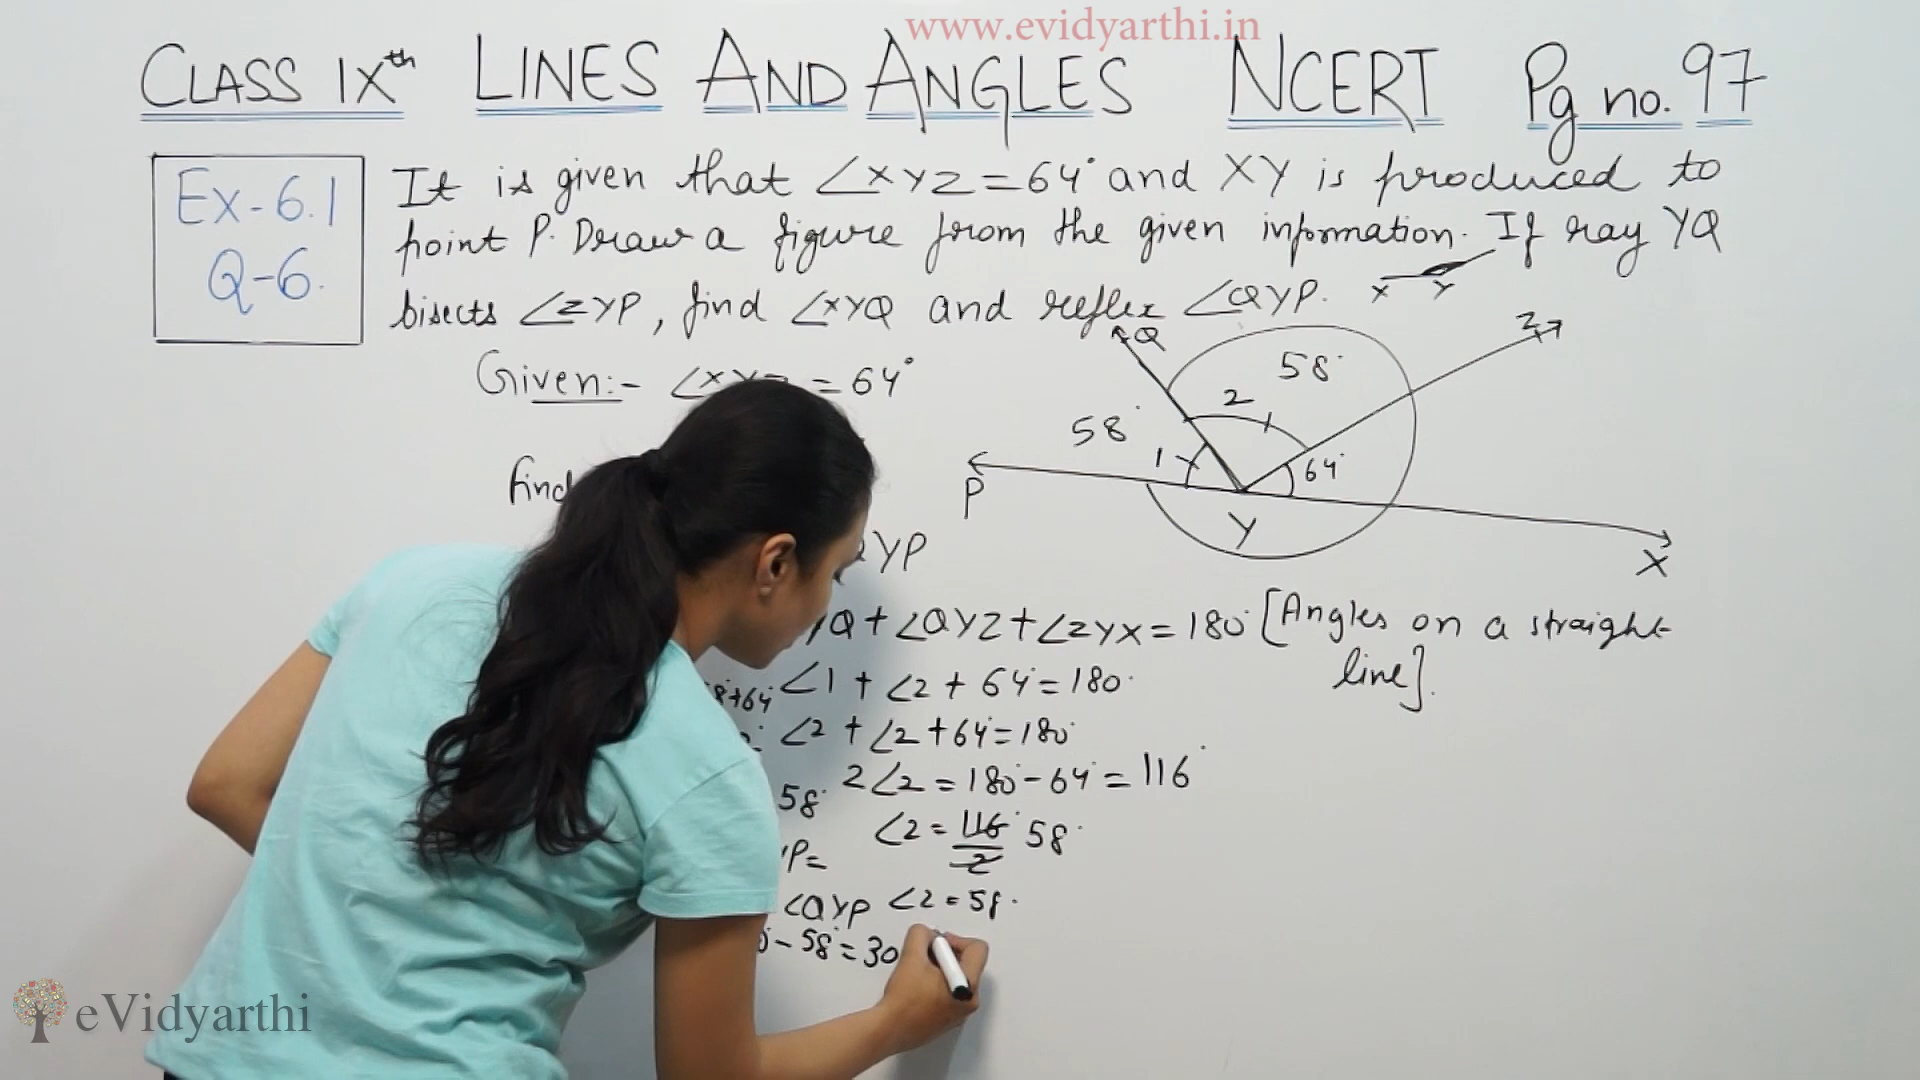 www.evidyarthi.in
CLASS IXth LINES AND ANGLES NCERT Pg no. 97
Ex-6.1
Q-6.
It is given that ∠XYZ=64° and XY is produced to
point P. Draw a figure from the given information. If ray YQ
bisects ∠ZYP, find ∠XYQ and reflex ∠QYP.
X Y
Given:- = 64°
Find
YP
Q
Z
58°
2
58°
1
64°
P
Y
X
YQ+∠QYZ+∠ZYX=180° [Angles on a straight
line].
8°+64° ∠1 + ∠2 + 64°=180°
∠2 + ∠2+64°=180°
2∠2 = 180°-64° = 116°
58°
∠2 = 116°/2 58°
YP=
∠QYP ∠2 = 58°
- 58° = 30
eVidyarthi